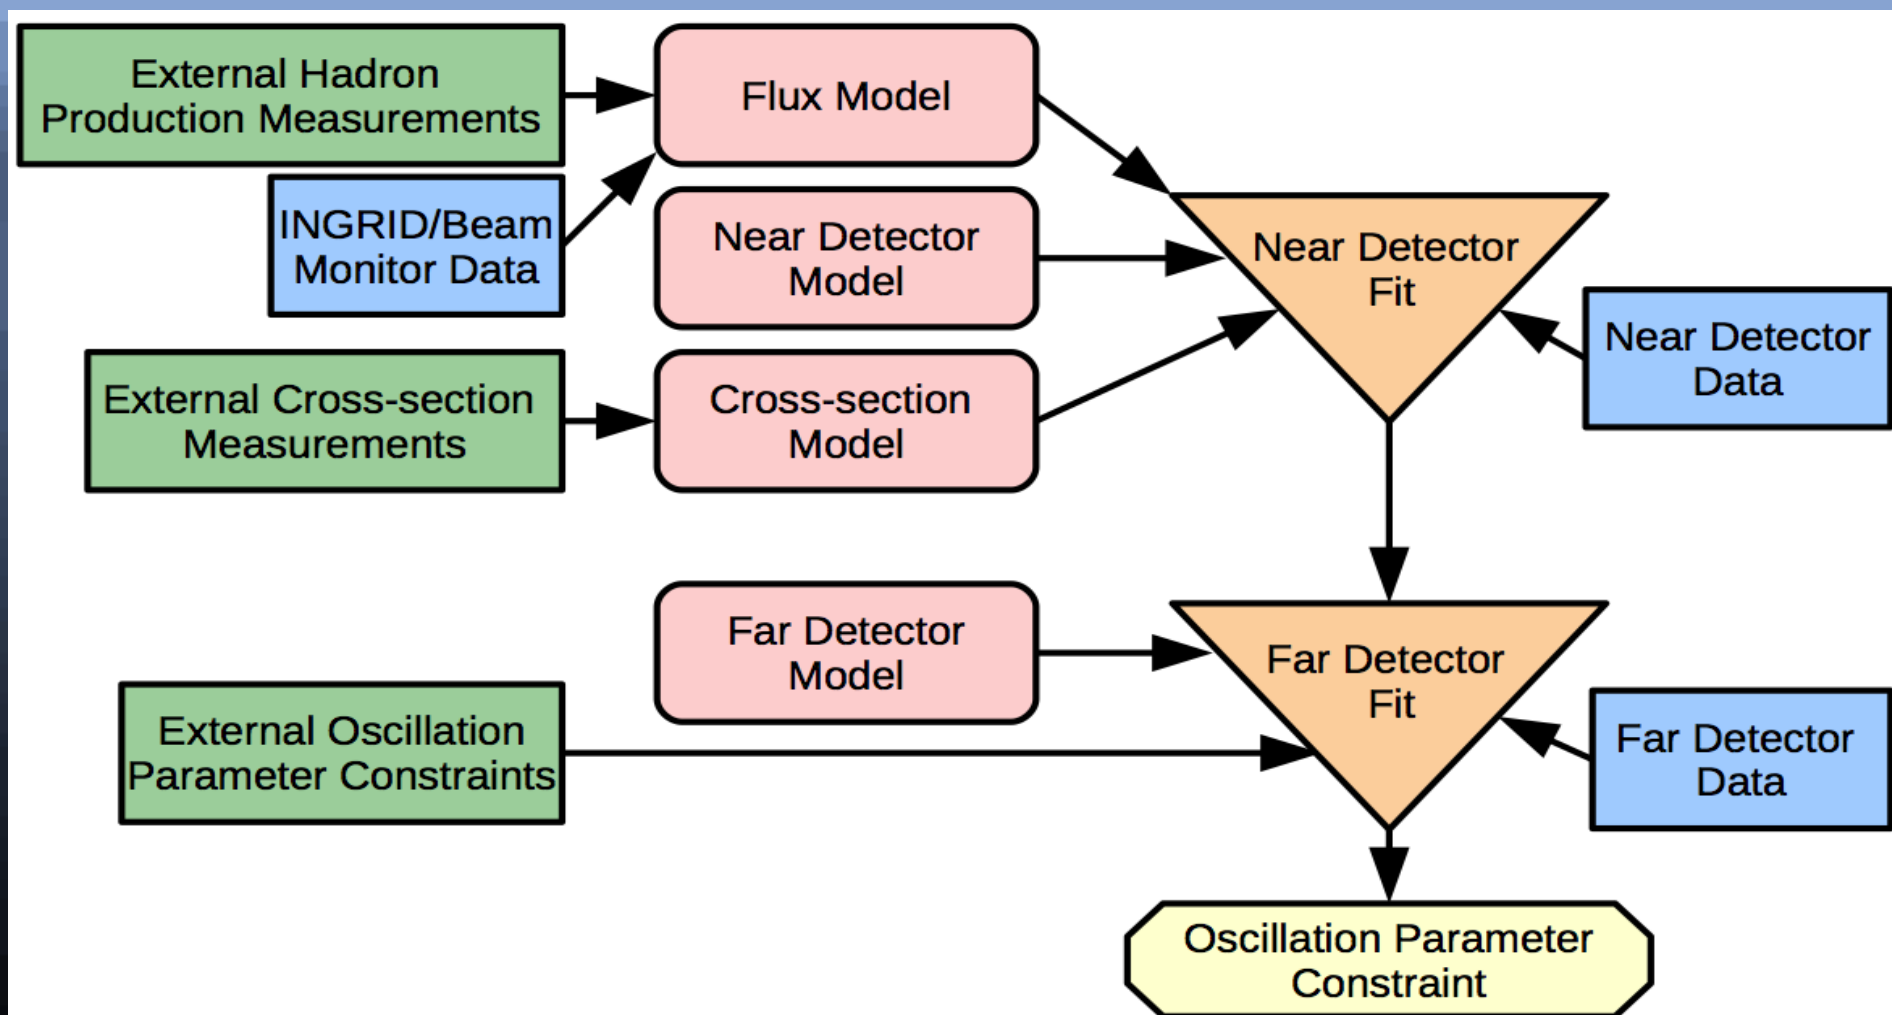 External Hadron
Production Measurements
Flux Model
INGRID/Beam
Monitor Data
Near Detector
Model
Near Detector
Fit
Near Detector
Data
External Cross-section
Measurements
Cross-section
Model
Far Detector
Model
Far Detector
Fit
External Oscillation
Parameter Constraints
Far Detector
Data
Oscillation Parameter
Constraint